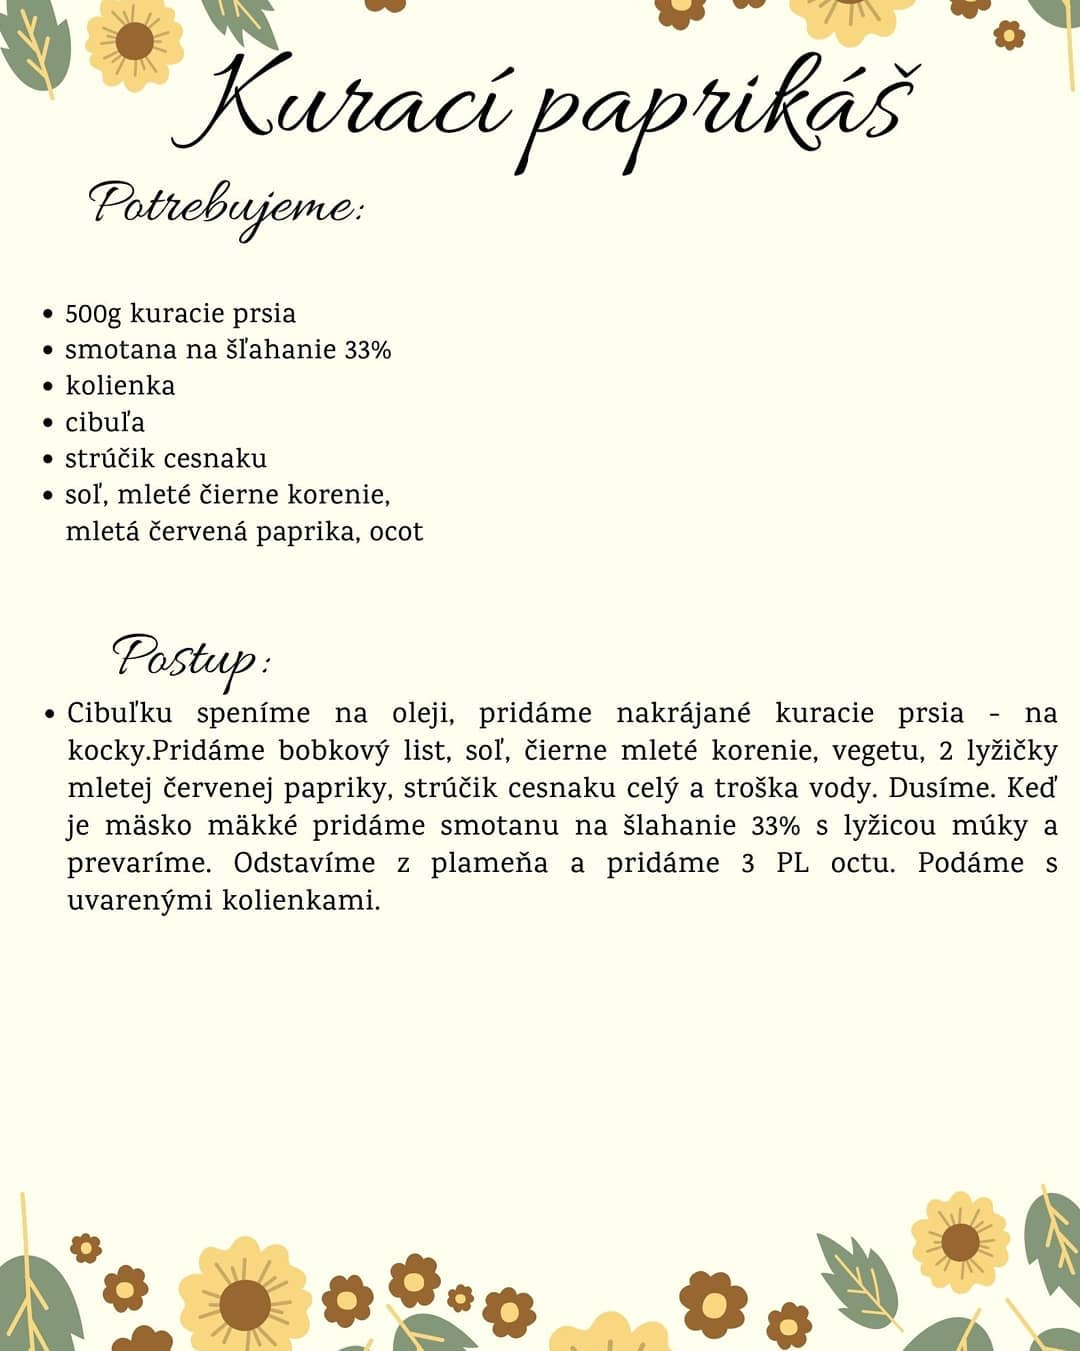 Kurací paprikáš
Potrebujeme:
• 500g kuracie prsia
• smotana na šľahanie 33%
• kolienka
• cibuľa
• strúčik cesnaku
• soľ, mleté čierne korenie,
mletá červená paprika, ocot
Postup:
• Cibuľku speníme na oleji, pridáme nakrájané kuracie prsia - na
kocky.Pridáme bobkový list, soľ, čierne mleté korenie, vegetu, 2 lyžičky
mletej červenej papriky, strúčik cesnaku celý a troška vody. Dusíme. Keď
je mäsko mäkké pridáme smotanu na šlahanie 33% s lyžicou múky a
prevaríme. Odstavíme z plameňa a pridáme 3 PL octu. Podáme s
uvarenými kolienkami.